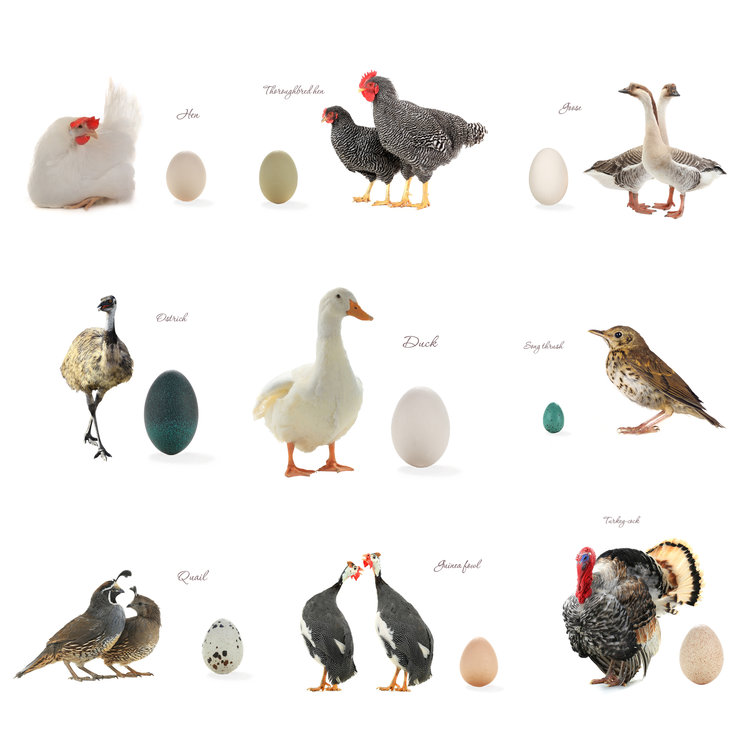 Hen
Thoroughbred hen
Goose
Ostrich
Duck
Song thrush
Quail
Guinea fowl
Turkey-cock